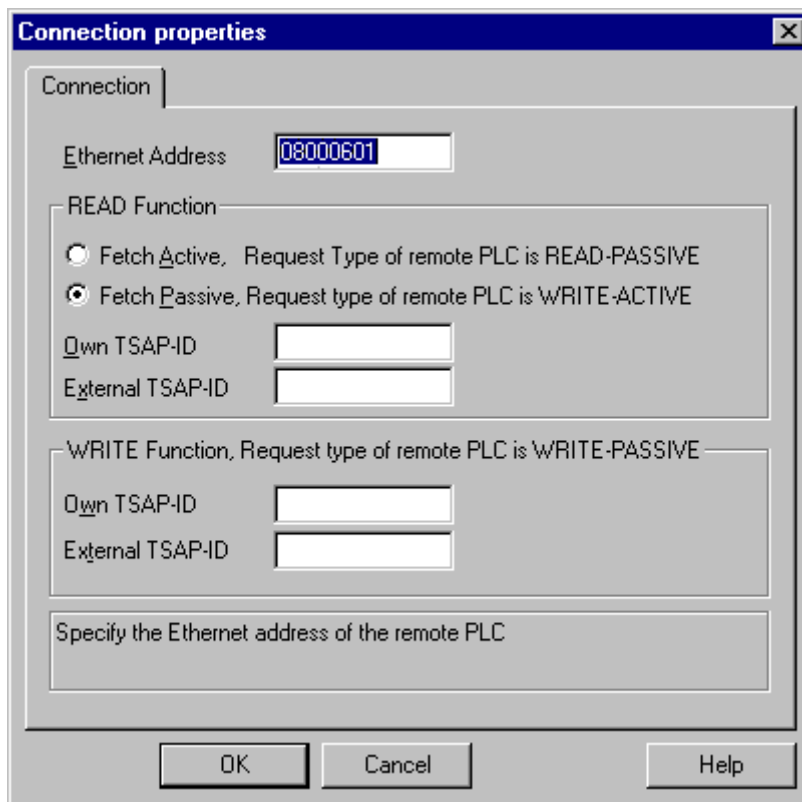 Connection properties
Connection
Ethernet Address 08000601
READ Function
Fetch Active, Request Type of remote PLC is READ-PASSIVE
Fetch Passive, Request type of remote PLC is WRITE-ACTIVE
Own TSAP-ID
External TSAP-ID
WRITE Function, Request type of remote PLC is WRITE-PASSIVE
Own TSAP-ID
External TSAP-ID
Specify the Ethernet address of the remote PLC
OK Cancel Help